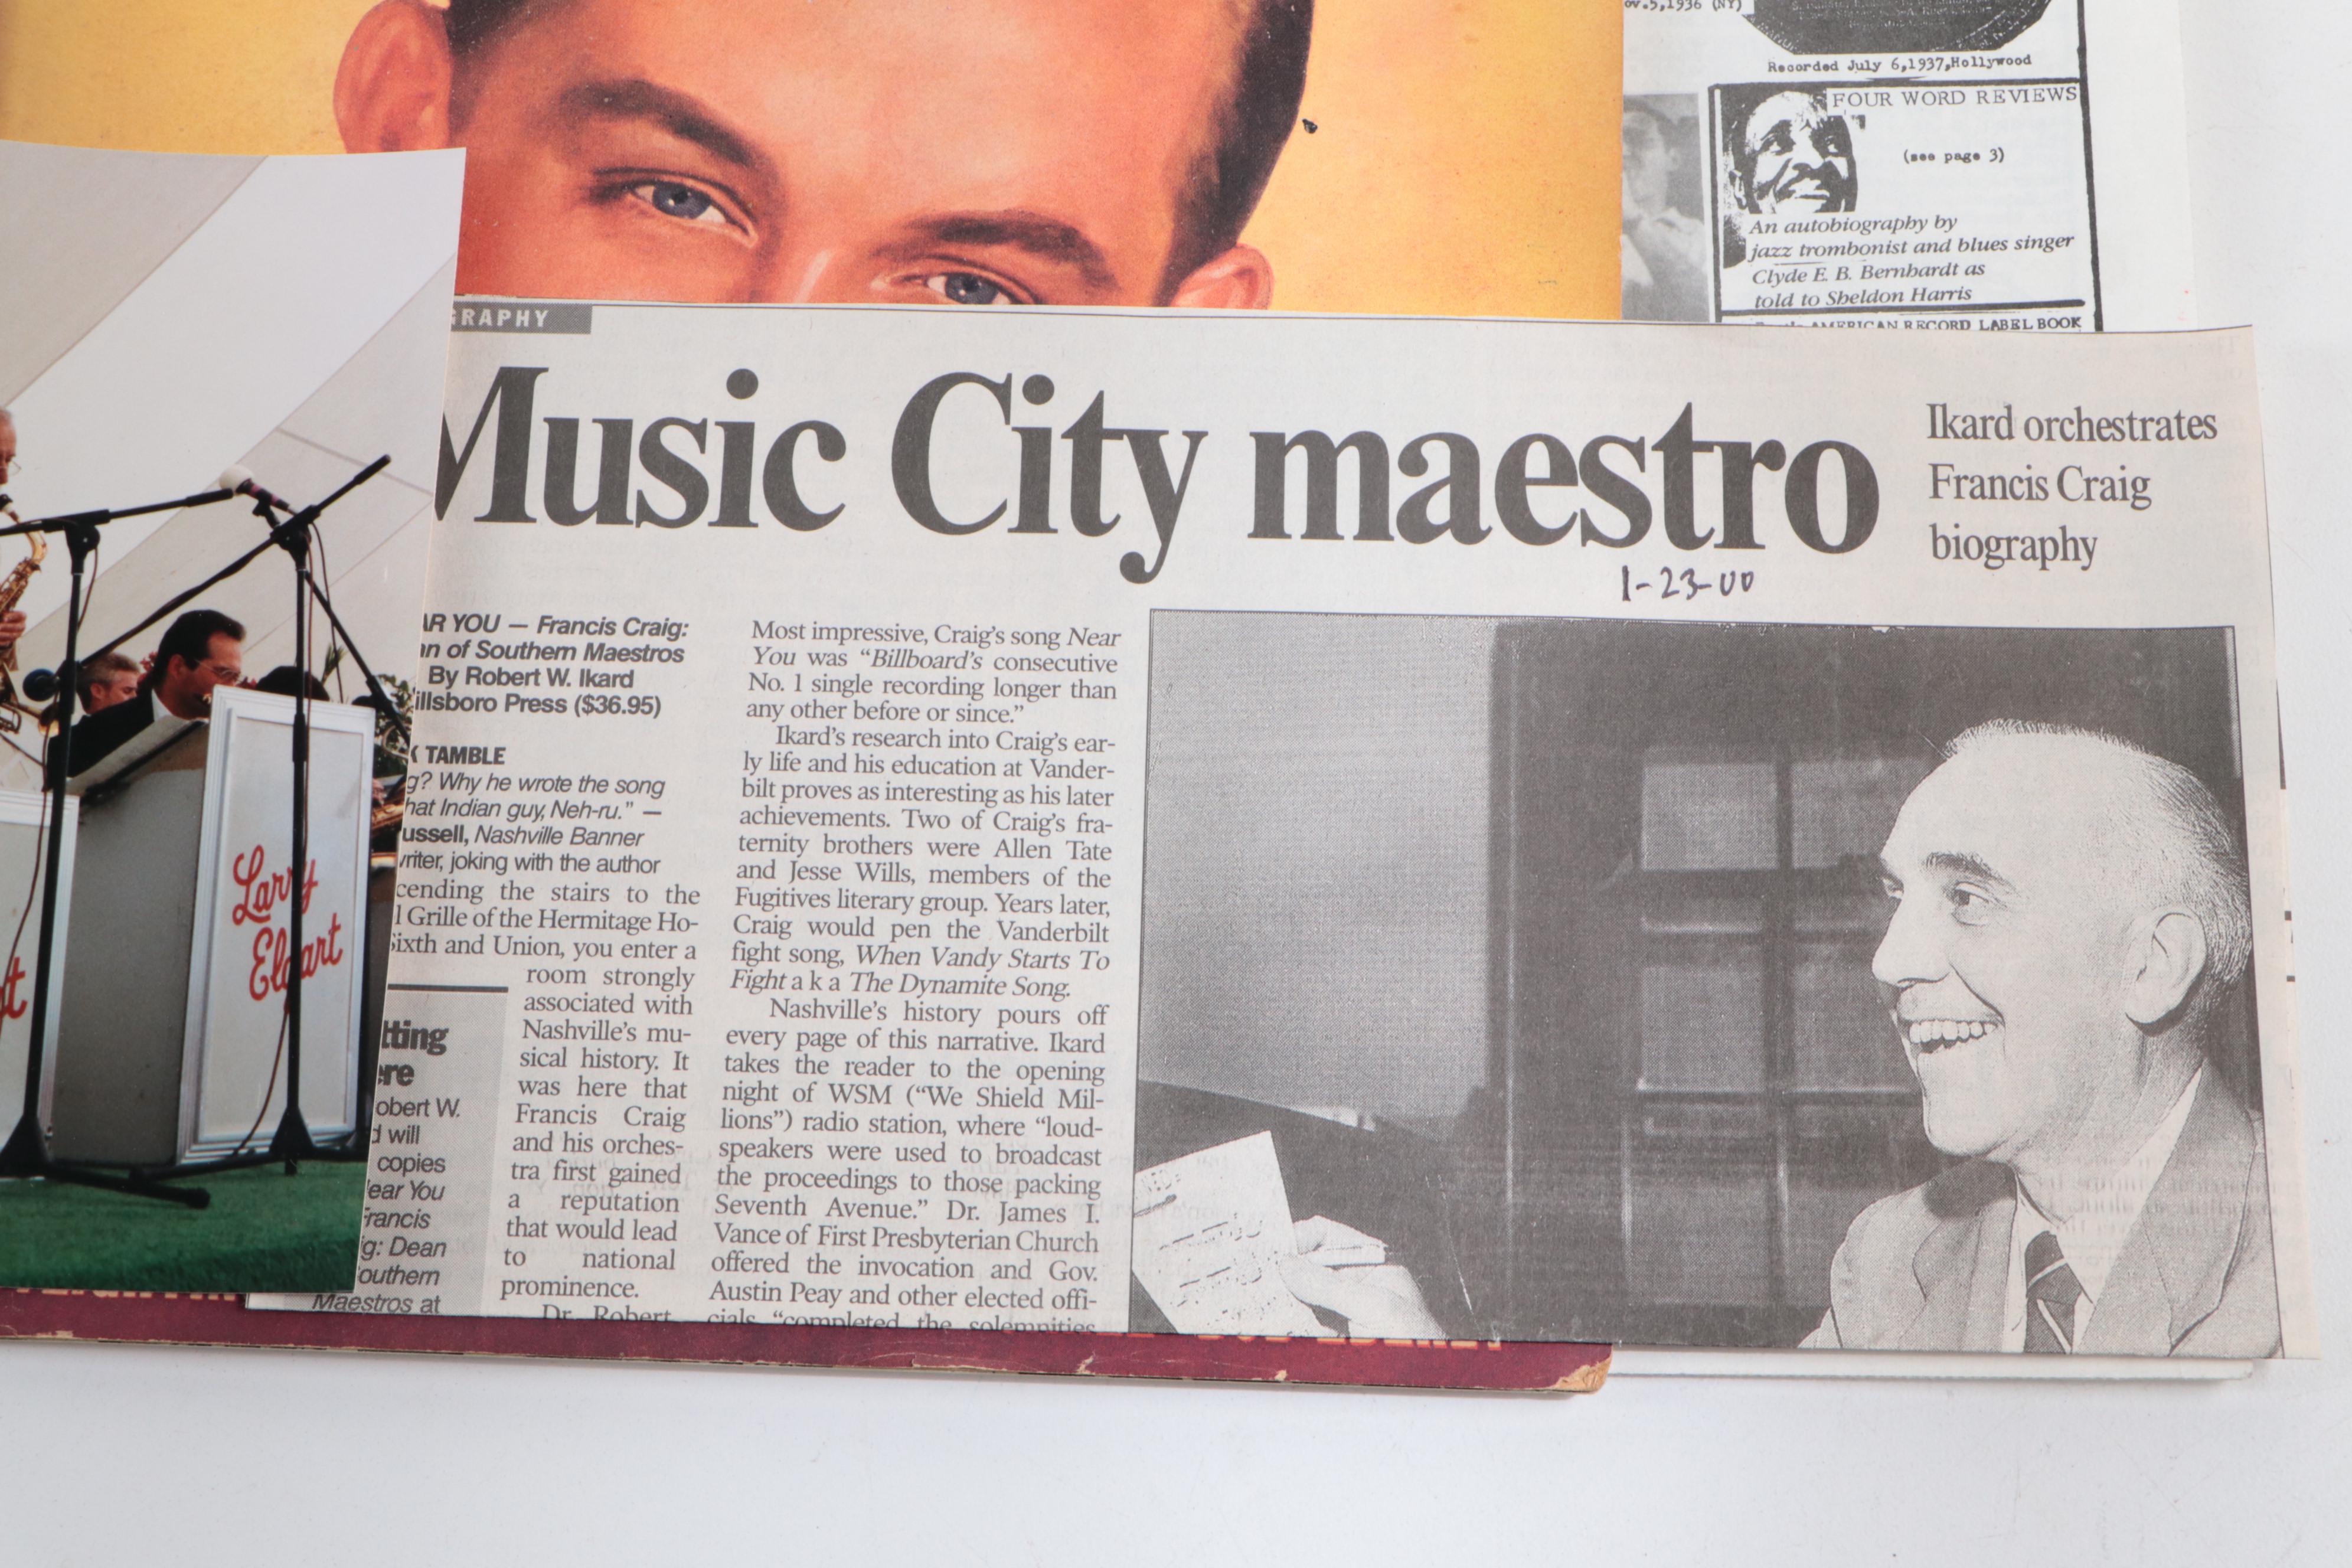 ov.5,1936 (NY)
Recorded July 6,1937,Hollywood
FOUR WORD REVIEWS
(see page 3)
An autobiography by
jazz trombonist and blues singer
Clyde E. B. Bernhardt as
told to Sheldon Harris
AMERICAN RECORD LABEL BOOK
GRAPHY
Music City maestro
Ikard orchestrates
Francis Craig
biography
1-23-00
AR YOU — Francis Craig:
an of Southern Maestros
By Robert W. Ikard
illsboro Press ($36.95)
K TAMBLE
g? Why he wrote the song
hat Indian guy, Neh-ru." —
ussell, Nashville Banner
writer, joking with the author
cending the stairs to the
l Grille of the Hermitage Ho-
Sixth and Union, you enter a
room strongly
associated with
Nashville's mu-
sical history. It
was here that
Francis Craig
and his orches-
tra first gained
a reputation
that would lead
to national
prominence.
Dr. Robert
tting
ere
obert W.
d will
copies
ear You
Francis
ig: Dean
outhern
Maestros at
Most impressive, Craig's song Near
You was "Billboard's consecutive
No. 1 single recording longer than
any other before or since."
Ikard's research into Craig's ear-
ly life and his education at Vander-
bilt proves as interesting as his later
achievements. Two of Craig's fra-
ternity brothers were Allen Tate
and Jesse Wills, members of the
Fugitives literary group. Years later,
Craig would pen the Vanderbilt
fight song, When Vandy Starts To
Fight a k a The Dynamite Song.
Nashville's history pours off
every page of this narrative. Ikard
takes the reader to the opening
night of WSM ("We Shield Mil-
lions") radio station, where "loud-
speakers were used to broadcast
the proceedings to those packing
Seventh Avenue." Dr. James I.
Vance of First Presbyterian Church
offered the invocation and Gov.
Austin Peay and other elected offi-
cials "completed the solemnities
Larry
Elgart